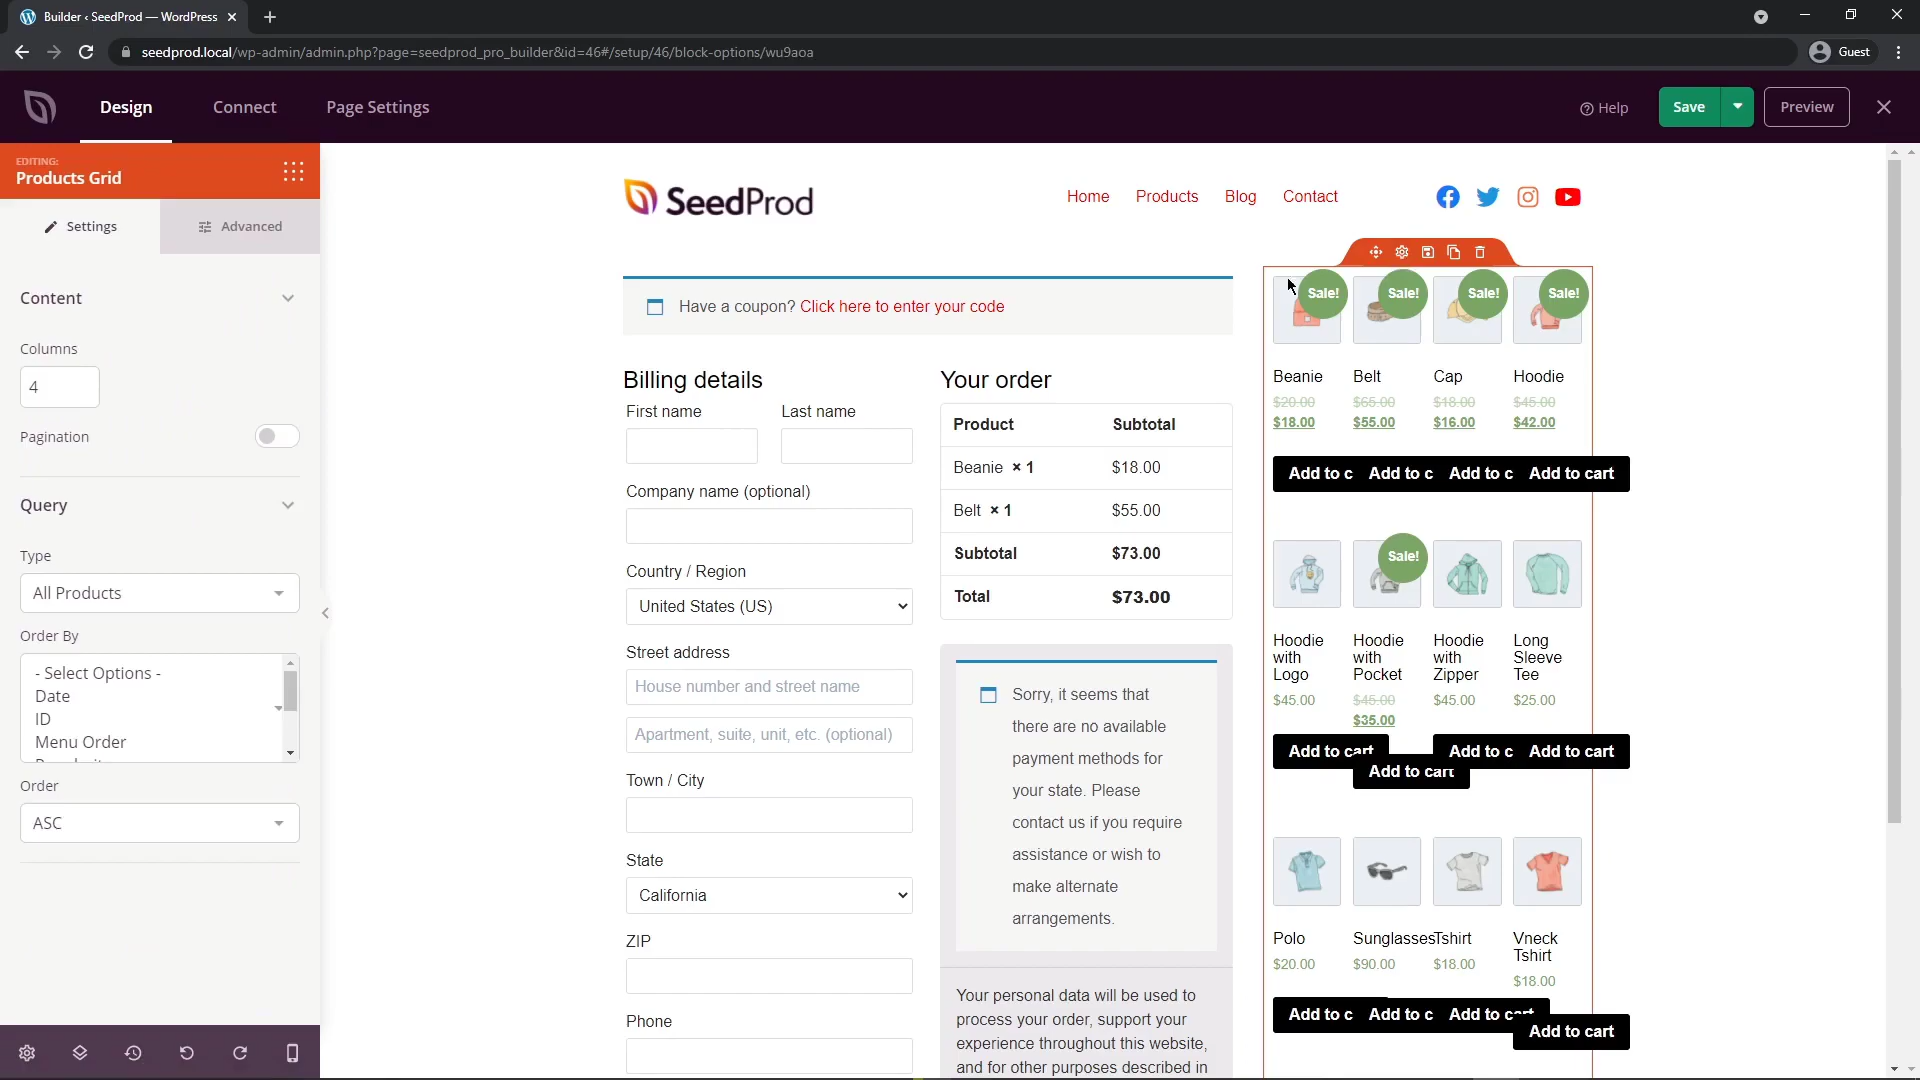 Builder ‹ SeedProd — WordPress
seedprod.local/wp-admin/admin.php?page=seedprod_pro_builder&id=46#/setup/46/block-options/wu9aoa
Guest
Design
Connect
Page Settings
Help
Save
Preview
EDITING:
Products Grid
Settings
Advanced
Content
Columns
4
Pagination
Query
Type
All Products
Order By
- Select Options -
Date
ID
Menu Order
Order
ASC
SeedProd
Home
Products
Blog
Contact
Have a coupon? Click here to enter your code
Billing details
First name
Last name
Company name (optional)
Country / Region
United States (US)
Street address
House number and street name
Apartment, suite, unit, etc. (optional)
Town / City
State
California
ZIP
Phone
Your order
Product Subtotal
Beanie × 1 $18.00
Belt × 1 $55.00
Subtotal $73.00
Total $73.00
Sorry, it seems that
there are no available
payment methods for
your state. Please
contact us if you require
assistance or wish to
make alternate
arrangements.
Your personal data will be used to
process your order, support your
experience throughout this website,
and for other purposes described in
Sale! Sale! Sale! Sale!
Beanie Belt Cap Hoodie
$20.00 $65.00 $18.00 $45.00
$18.00 $55.00 $16.00 $42.00
Add to c Add to c Add to c Add to cart
Sale!
Hoodie with Logo
$45.00
Hoodie with Pocket
$45.00
$35.00
Hoodie with Zipper
$45.00
Long Sleeve Tee
$25.00
Add to cart Add to c Add to cart
Add to cart
Polo
$20.00
Sunglasses
$90.00
Tshirt
$18.00
Vneck Tshirt
$18.00
Add to c Add to c Add to cart
Add to cart